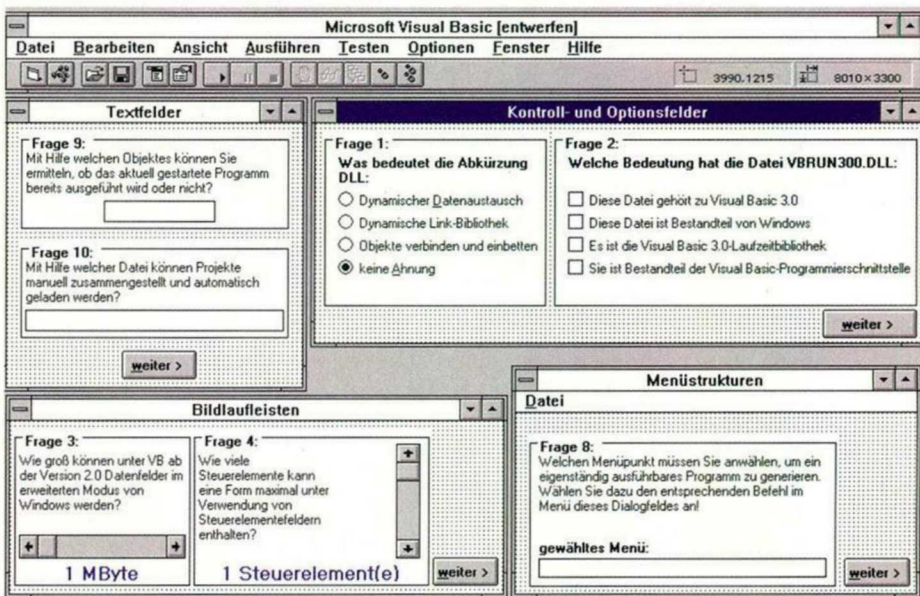 Microsoft Visual Basic [entwerfen]
Datei Bearbeiten Ansicht Ausführen Testen Optionen Fenster Hilfe
3990.1215 8010×3300
Textfelder
Frage 9:
Mit Hilfe welchen Objektes können Sie
ermitteln, ob das aktuell gestartete Programm
bereits ausgeführt wird oder nicht?
Frage 10:
Mit Hilfe welcher Datei können Projekte
manuell zusammengestellt und automatisch
geladen werden?
weiter >
Kontroll- und Optionsfelder
Frage 1:
Was bedeutet die Abkürzung
DLL:
Dynamischer Datenaustausch
Dynamische Link-Bibliothek
Objekte verbinden und einbetten
keine Ahnung
Frage 2:
Welche Bedeutung hat die Datei VBRUN300.DLL:
Diese Datei gehört zu Visual Basic 3.0
Diese Datei ist Bestandteil von Windows
Es ist die Visual Basic 3.0-Laufzeitbibliothek
Sie ist Bestandteil der Visual Basic-Programmierschnittstelle
weiter >
Bildlaufleisten
Frage 3:
Wie groß können unter VB ab
der Version 2.0 Datenfelder im
erweiterten Modus von
Windows werden?
1 MByte
Frage 4:
Wie viele
Steuerelemente kann
eine Form maximal unter
Verwendung von
Steuerelementefeldern
enthalten?
1 Steuerelement(e)
weiter >
Menüstrukturen
Datei
Frage 8:
Welchen Menüpunkt müssen Sie anwählen, um ein
eigenständig ausführbares Programm zu generieren.
Wählen Sie dazu den entsprechenden Befehl im
Menü dieses Dialogfeldes an!
gewähltes Menü:
weiter >